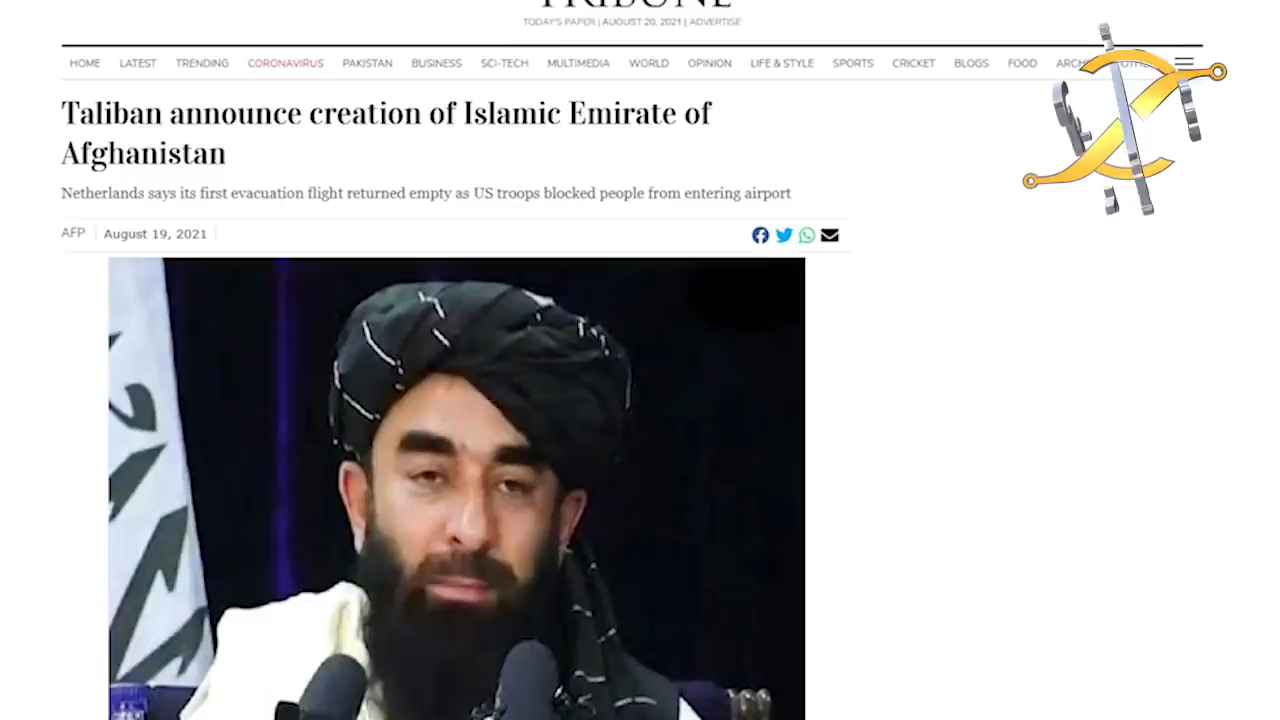 TRIBUNE
TODAY'S PAPER | AUGUST 20, 2021 | ADVERTISE
HOME LATEST TRENDING CORONAVIRUS PAKISTAN BUSINESS SCI-TECH MULTIMEDIA WORLD OPINION LIFE & STYLE SPORTS CRICKET BLOGS FOOD
Taliban announce creation of Islamic Emirate of
Afghanistan
Netherlands says its first evacuation flight returned empty as US troops blocked people from entering airport
AFP August 19, 2021